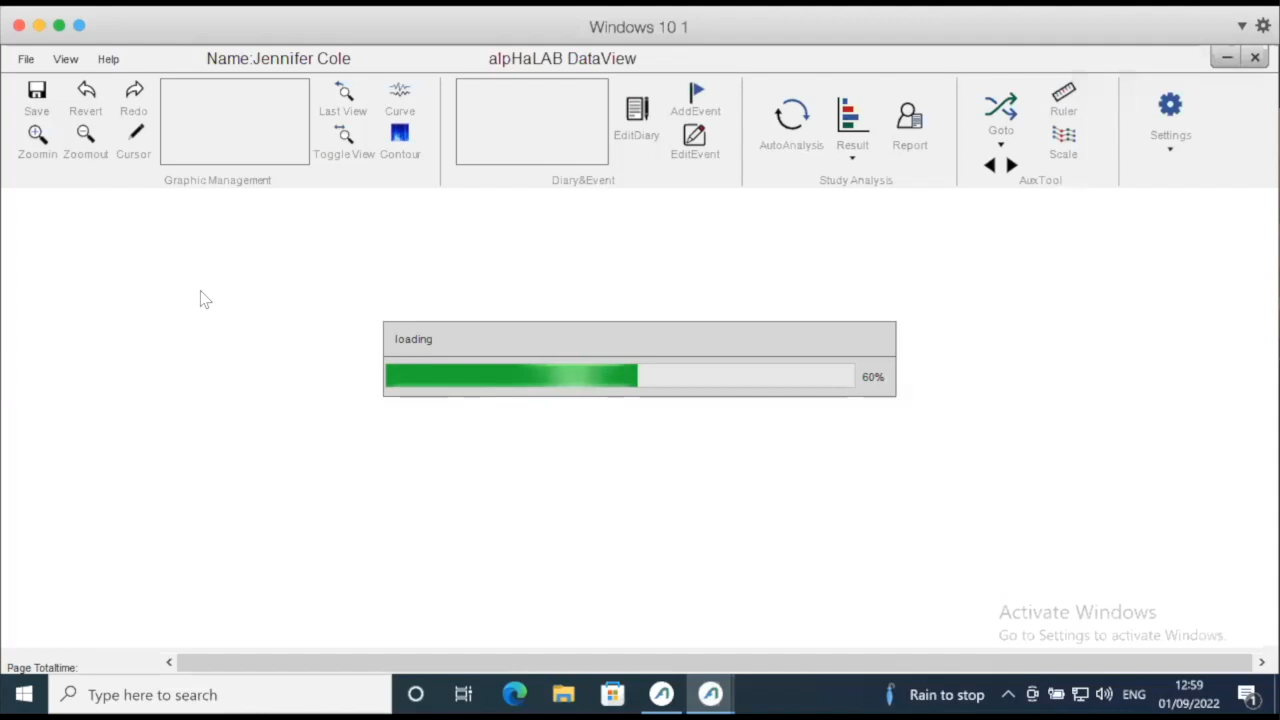 Windows 10 1
File View Help Name:Jennifer Cole alpHaLAB DataView
Save Revert Redo Last View Curve AddEvent
EditDiary
Goto Ruler
Settings
AutoAnalysis Result Report
Zoomin Zoomout Cursor ToggleView Contour EditEvent Scale
Graphic Management Diary&Event Study Analysis AuxTool
loading
60%
Activate Windows
Go to Settings to activate Windows.
Page Totaltime:
Type here to search
Rain to stop ENG 12:59
01/09/2022
1